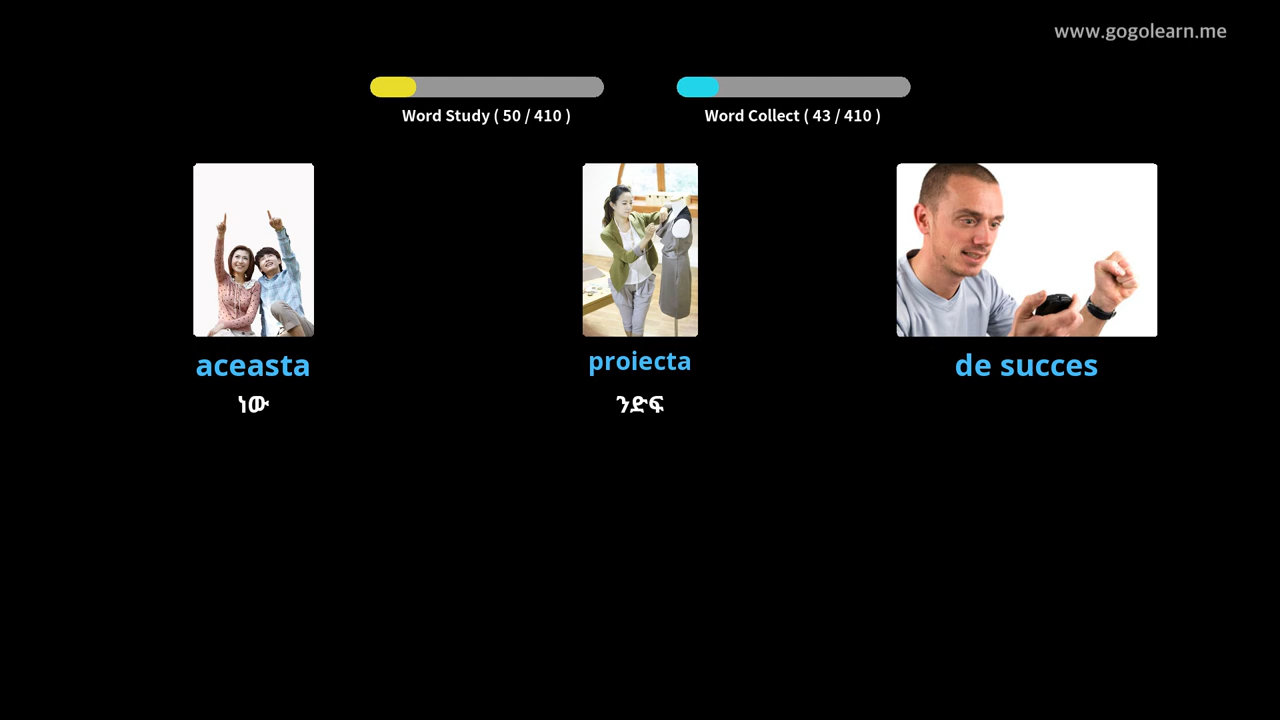 www.gogolearn.me
Word Study ( 50 / 410 )
Word Collect ( 43 / 410 )
aceasta
proiecta
de succes
ነው
ንድፍ